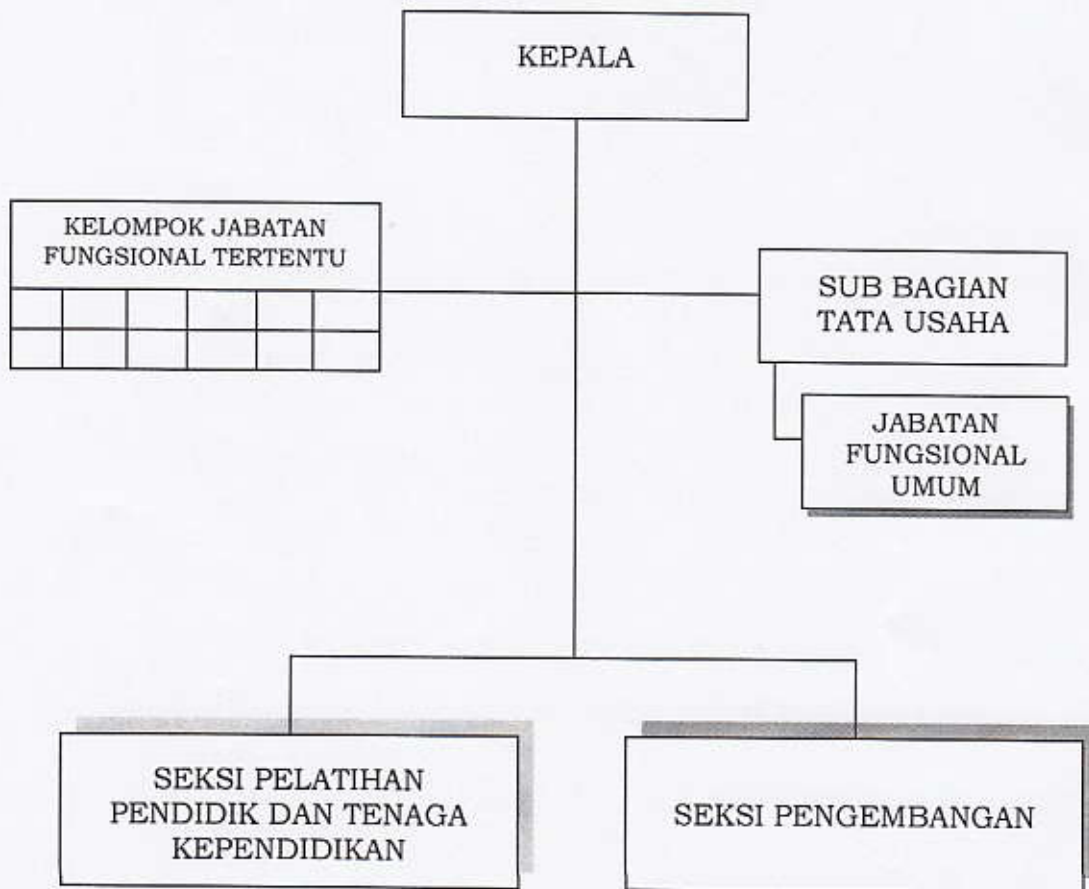 KEPALA
KELOMPOK JABATAN
FUNGSIONAL TERTENTU
SUB BAGIAN
TATA USAHA
JABATAN
FUNGSIONAL
UMUM
SEKSI PELATIHAN
PENDIDIK DAN TENAGA
KEPENDIDIKAN
SEKSI PENGEMBANGAN